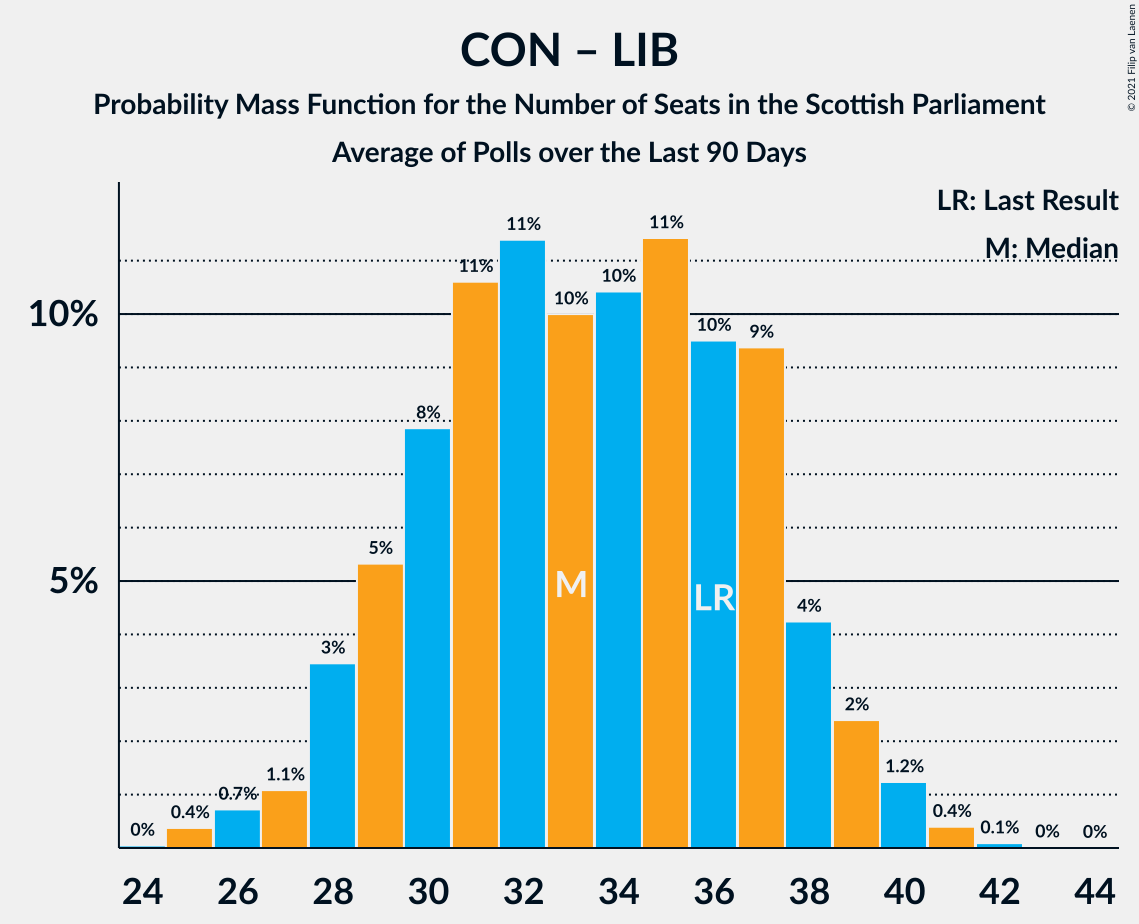 CON – LIB
Probability Mass Function for the Number of Seats in the Scottish Parliament
Average of Polls over the Last 90 Days
© 2021 Filip van Laenen
LR: Last Result
M: Median
10%
5%
0%
0.4%
0.7%
1.1%
3%
5%
8%
11%
11%
10%
10%
11%
10%
9%
4%
2%
1.2%
0.4%
0.1%
0%
0%
M
LR
24 26 28 30 32 34 36 38 40 42 44